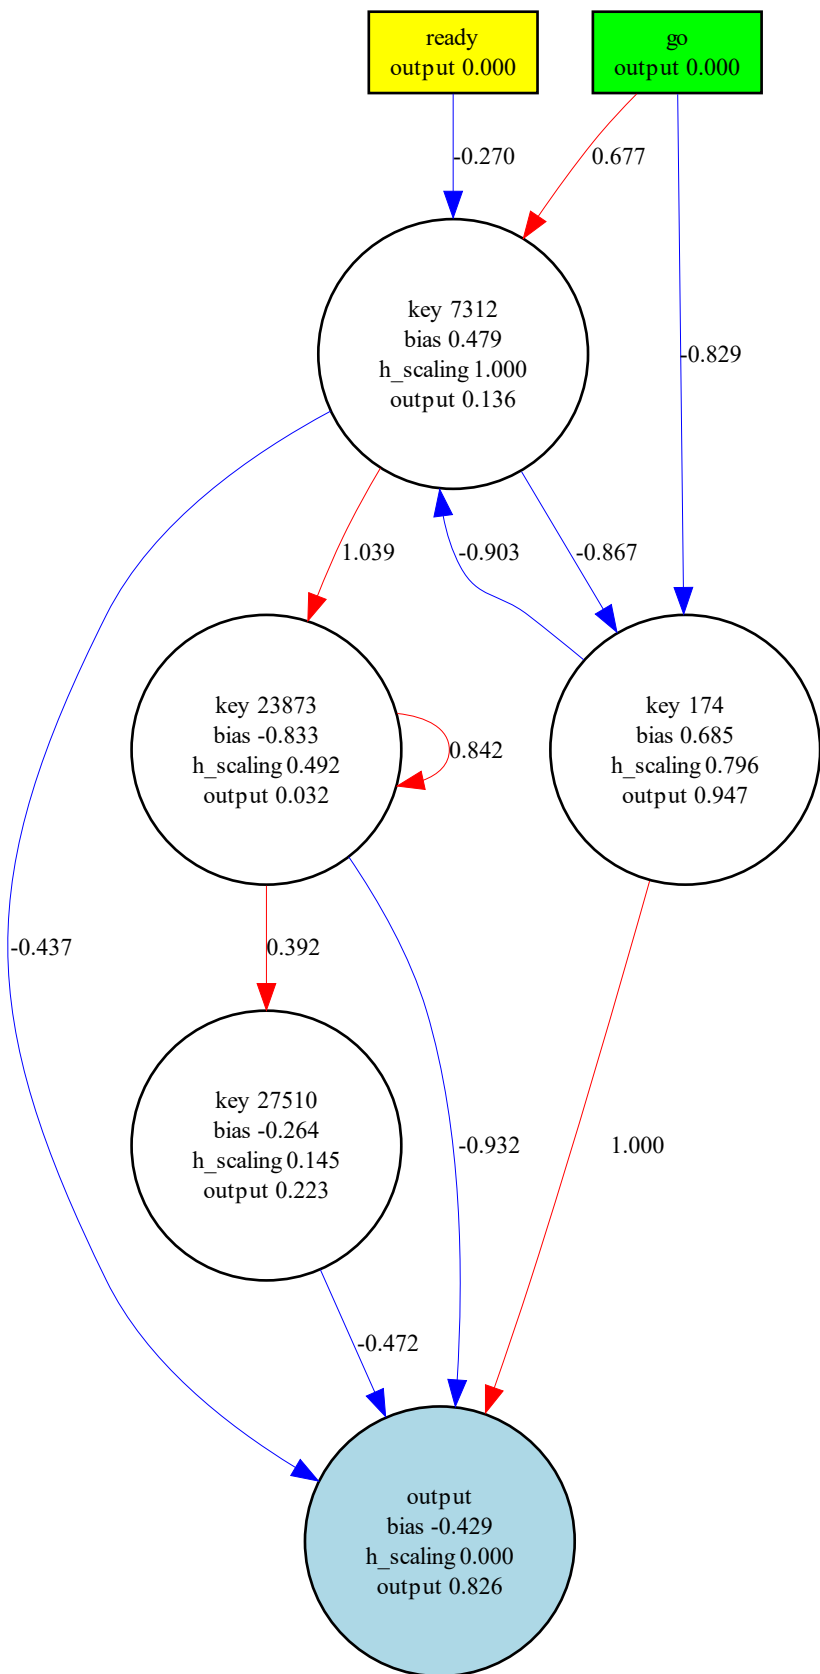 ready
output 0.000
go
output 0.000
-0.270
0.677
key 7312
bias 0.479
h_scaling 1.000
output 0.136
-0.829
1.039
-0.903
-0.867
key 23873
bias -0.833
h_scaling 0.492
output 0.032
0.842
key 174
bias 0.685
h_scaling 0.796
output 0.947
-0.437
0.392
key 27510
bias -0.264
h_scaling 0.145
output 0.223
-0.932
1.000
-0.472
output
bias -0.429
h_scaling 0.000
output 0.826